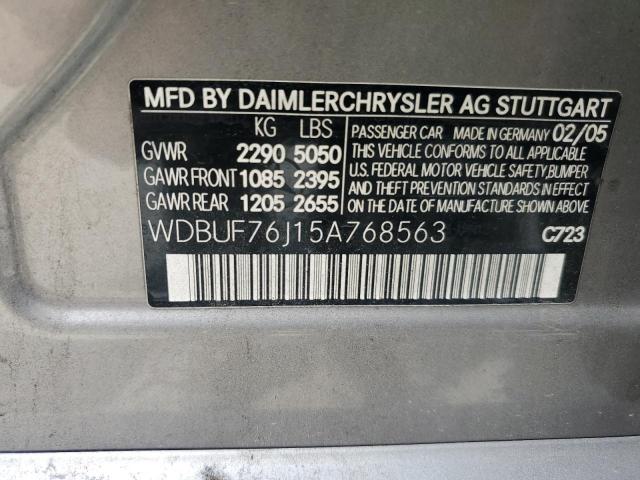 MFD BY DAIMLERCHRYSLER AG STUTTGART
KG LBS
GVWR 2290 5050
GAWR FRONT 1085 2395
GAWR REAR 1205 2655
PASSENGER CAR MADE IN GERMANY 02/05
THIS VEHICLE CONFORMS TO ALL APPLICABLE
U.S. FEDERAL MOTOR VEHICLE SAFETY, BUMPER
AND THEFT PREVENTION STANDARDS IN EFFECT
ON THE DATE OF MANUFACTURE SHOWN ABOVE.
WDBUF76J15A768563
C723